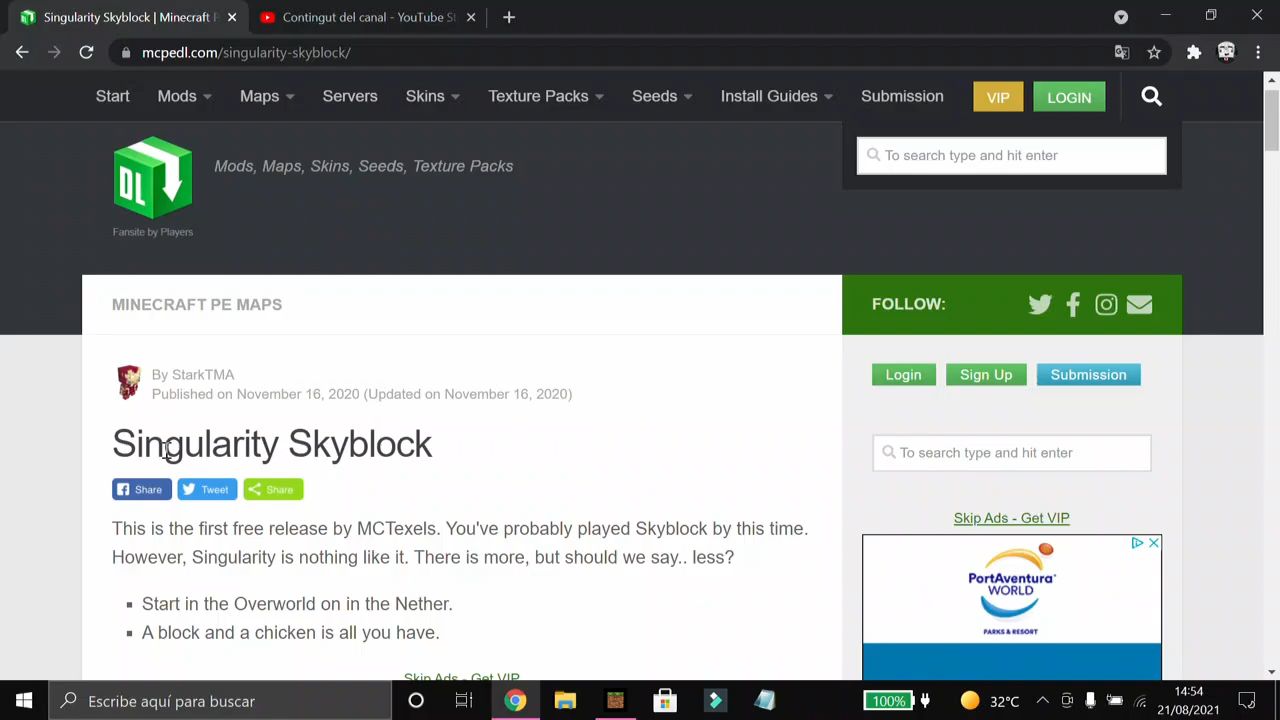 Singularity Skyblock | Minecraft P
Contingut del canal - YouTube St
mcpedl.com/singularity-skyblock/
Start Mods Maps Servers Skins Texture Packs Seeds Install Guides Submission VIP LOGIN
To search type and hit enter
DL
Mods, Maps, Skins, Seeds, Texture Packs
Fansite by Players
MINECRAFT PE MAPS
FOLLOW:
By StarkTMA
Published on November 16, 2020 (Updated on November 16, 2020)
Login Sign Up Submission
Singularity Skyblock
To search type and hit enter
Share Tweet Share
Skip Ads - Get VIP
This is the first free release by MCTexels. You've probably played Skyblock by this time.
However, Singularity is nothing like it. There is more, but should we say.. less?
PortAventura
WORLD
PARKS & RESORT
Start in the Overworld on in the Nether.
A block and a chicken is all you have.
Skip Ads - Get VIP
Escribe aquí para buscar
100%
32°C
14:54
21/08/2021